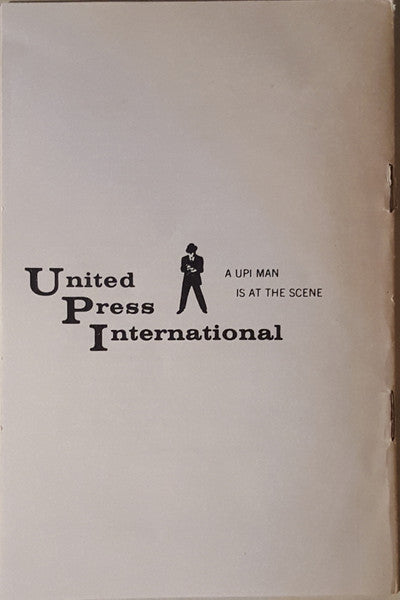 United
Press
International
A UPI MAN
IS AT THE SCENE